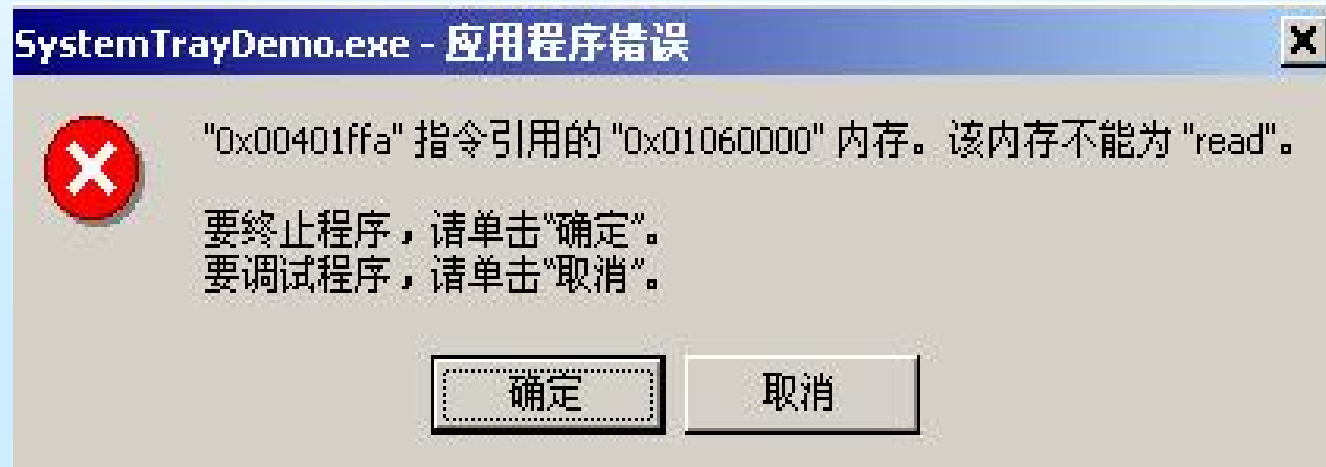 SystemTrayDemo.exe - 应用程序错误
"0x00401ffa" 指令引用的 "0x01060000" 内存。该内存不能为 "read"。
要终止程序，请单击“确定”。
要调试程序，请单击“取消”。
确定 取消